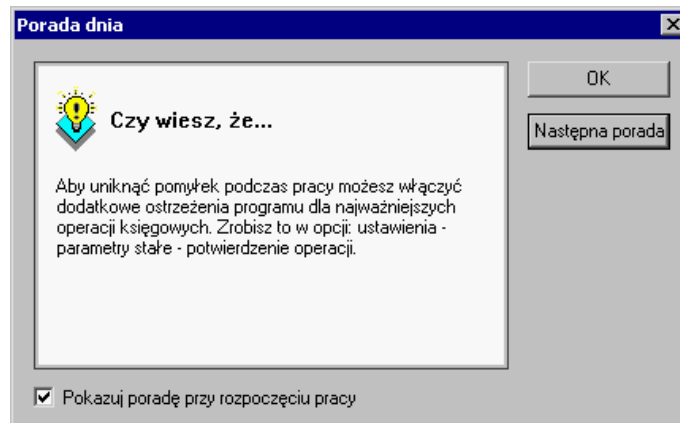 Porada dnia
OK
Czy wiesz, że...
Następna porada
Aby uniknąć pomyłek podczas pracy możesz włączyć
dodatkowe ostrzeżenia programu dla najważniejszych
operacji księgowych. Zrobisz to w opcji: ustawienia -
parametry stałe - potwierdzenie operacji.
Pokazuj poradę przy rozpoczęciu pracy